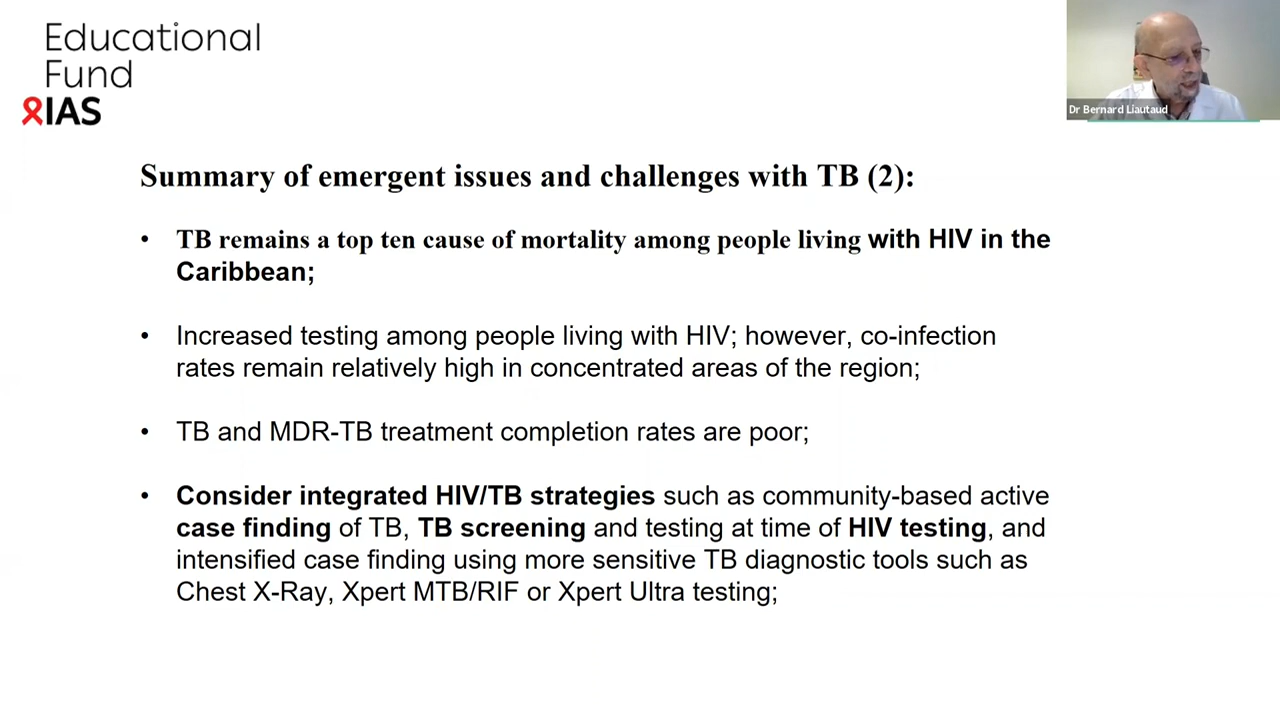 Educational
Fund
IAS
Dr Bernard Liautaud
Summary of emergent issues and challenges with TB (2):
• TB remains a top ten cause of mortality among people living with HIV in the
Caribbean;
• Increased testing among people living with HIV; however, co-infection
rates remain relatively high in concentrated areas of the region;
• TB and MDR-TB treatment completion rates are poor;
• Consider integrated HIV/TB strategies such as community-based active
case finding of TB, TB screening and testing at time of HIV testing, and
intensified case finding using more sensitive TB diagnostic tools such as
Chest X-Ray, Xpert MTB/RIF or Xpert Ultra testing;